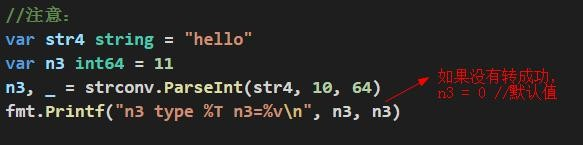 //注意：
var str4 string = "hello"
var n3 int64 = 11
n3, _ = strconv.ParseInt(str4, 10, 64)
fmt.Printf("n3 type %T n3=%v\n", n3, n3)
如果没有转成功，
n3 = 0 //默认值